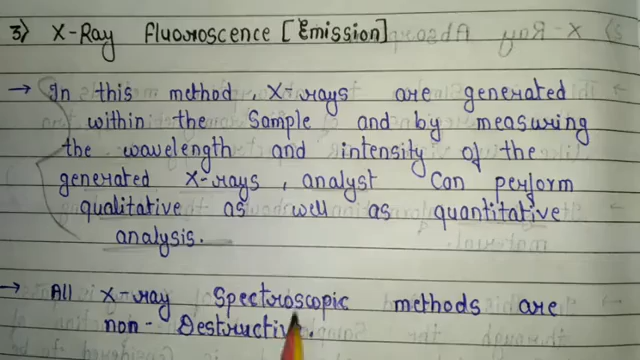 3) X-Ray Fluoroscence [Emission]
→ In this method, X-rays are generated
within the Sample and by measuring
the wavelength and intensity of the
generated X-rays, analyst Can perform
qualitative as well as quantitative
analysis.
→ All X-ray Spectroscopic methods are
non-Destructive.